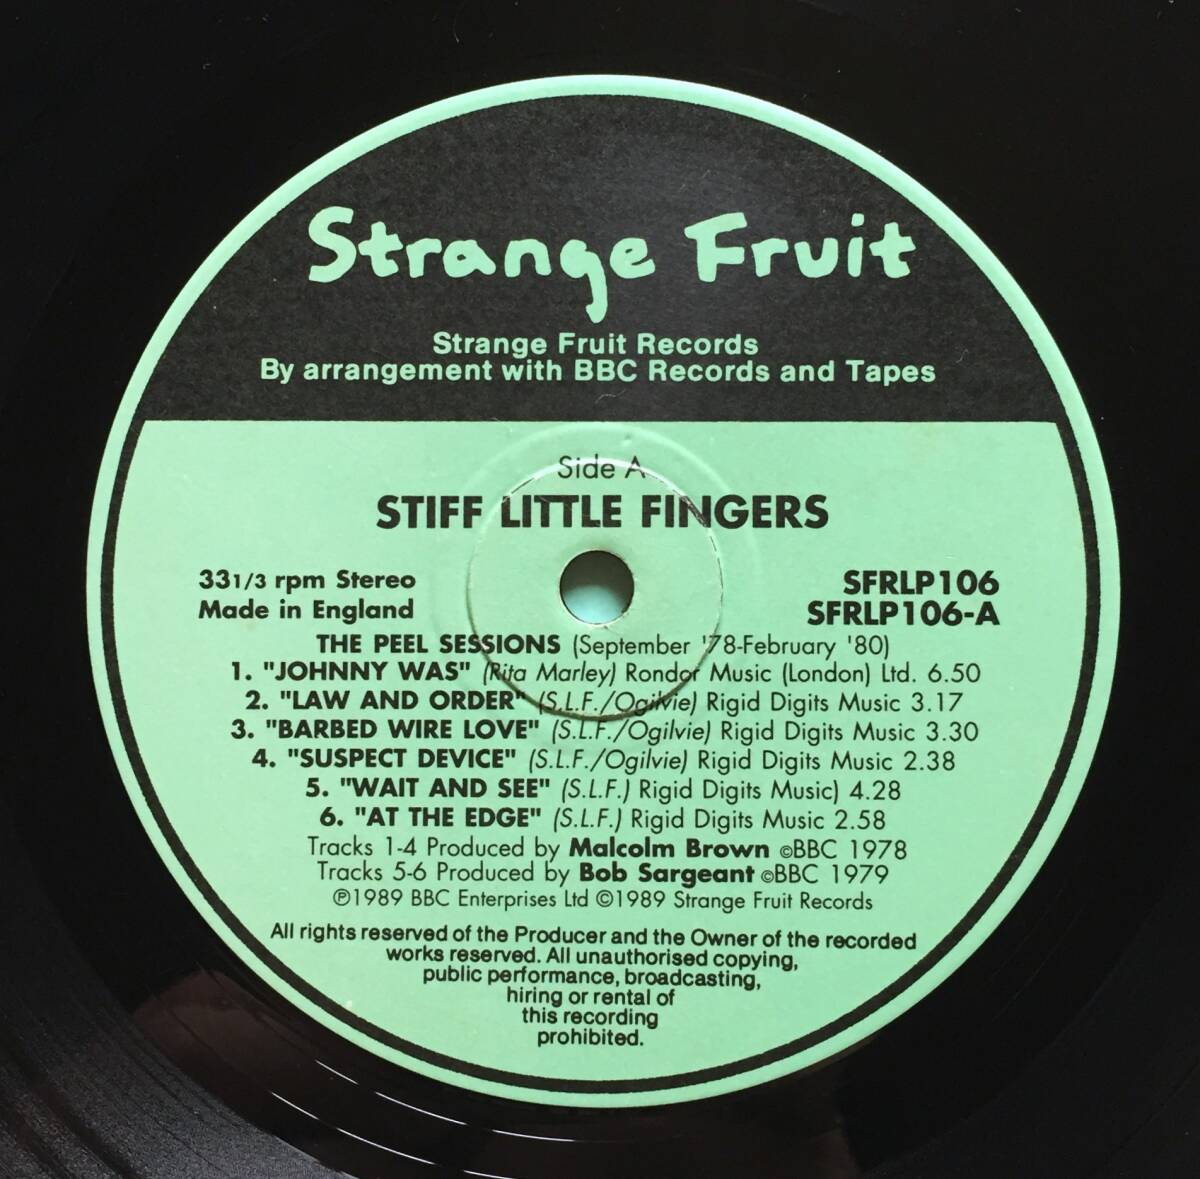 Strange Fruit
Strange Fruit Records
By arrangement with BBC Records and Tapes
Side A
STIFF LITTLE FINGERS
33 1/3 rpm Stereo
SFRLP106
Made in England
SFRLP106-A
THE PEEL SESSIONS (September '78-February '80)
1. "JOHNNY WAS" (Rita Marley) Rondor Music (London) Ltd. 6.50
2. "LAW AND ORDER" (S.L.F./Ogilvie) Rigid Digits Music 3.17
3. "BARBED WIRE LOVE" (S.L.F./Ogilvie) Rigid Digits Music 3.30
4. "SUSPECT DEVICE" (S.L.F./Ogilvie) Rigid Digits Music 2.38
5. "WAIT AND SEE" (S.L.F.) Rigid Digits Music) 4.28
6. "AT THE EDGE" (S.L.F.) Rigid Digits Music 2.58
Tracks 1-4 Produced by Malcolm Brown ©BBC 1978
Tracks 5-6 Produced by Bob Sargeant ©BBC 1979
℗1989 BBC Enterprises Ltd ©1989 Strange Fruit Records
All rights reserved of the Producer and the Owner of the recorded
works reserved. All unauthorised copying,
public performance, broadcasting,
hiring or rental of
this recording
prohibited.